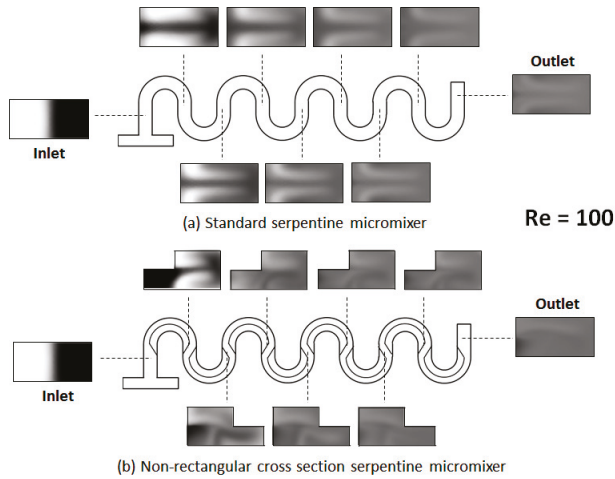 Outlet
Inlet
(a) Standard serpentine micromixer
Re = 100
Outlet
Inlet
(b) Non-rectangular cross section serpentine micromixer